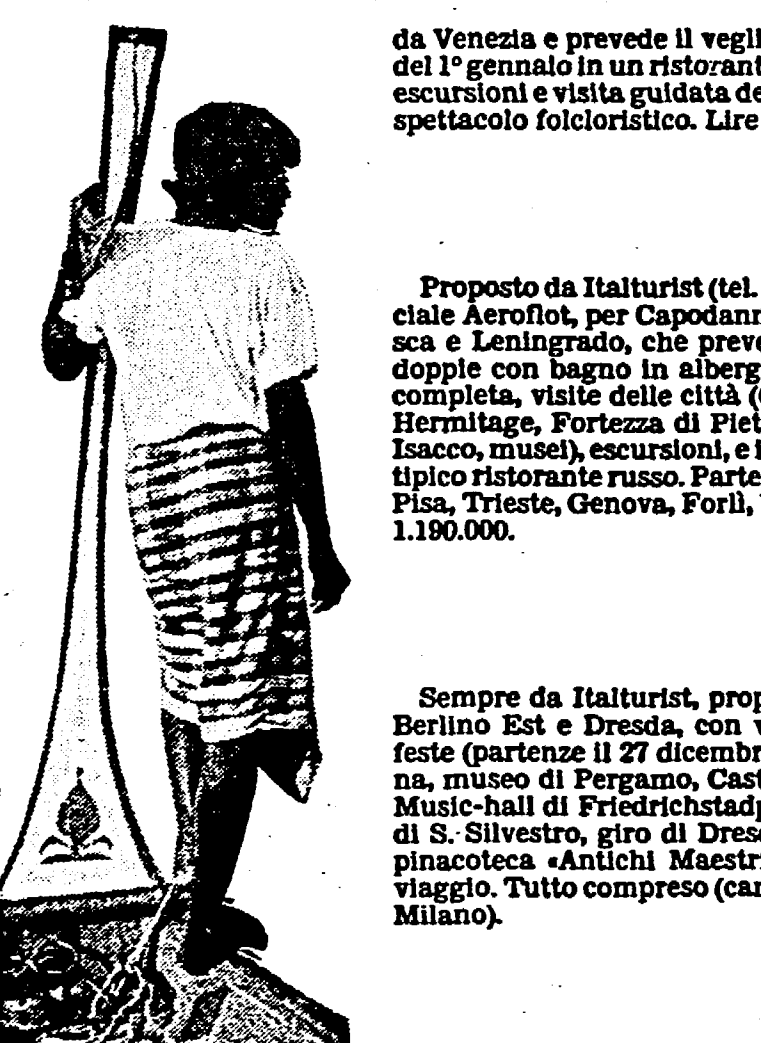 da Venezia e prevede il vegli
del 1º gennaio in un ristorant
escursioni e visita guidata de
spettacolo folcloristico. Lire
Proposto da Italturist (tel.
ciale Aeroflot, per Capodann
sca e Leningrado, che preve
doppie con bagno in alberg
completa, visite delle città (
Hermitage, Fortezza di Piet
Isacco, musei), escursioni, e i
tipico ristorante russo. Parte
Pisa, Trieste, Genova, Forlì,
1.190.000.
Sempre da Italturist, prop
Berlino Est e Dresda, con v
feste (partenze il 27 dicembr
na, museo di Pergamo, Cast
Music-hall di Friedrichstad
di S. Silvestro, giro di Dres
pinacoteca «Antichi Maestr
viaggio. Tutto compreso (ca
Milano).